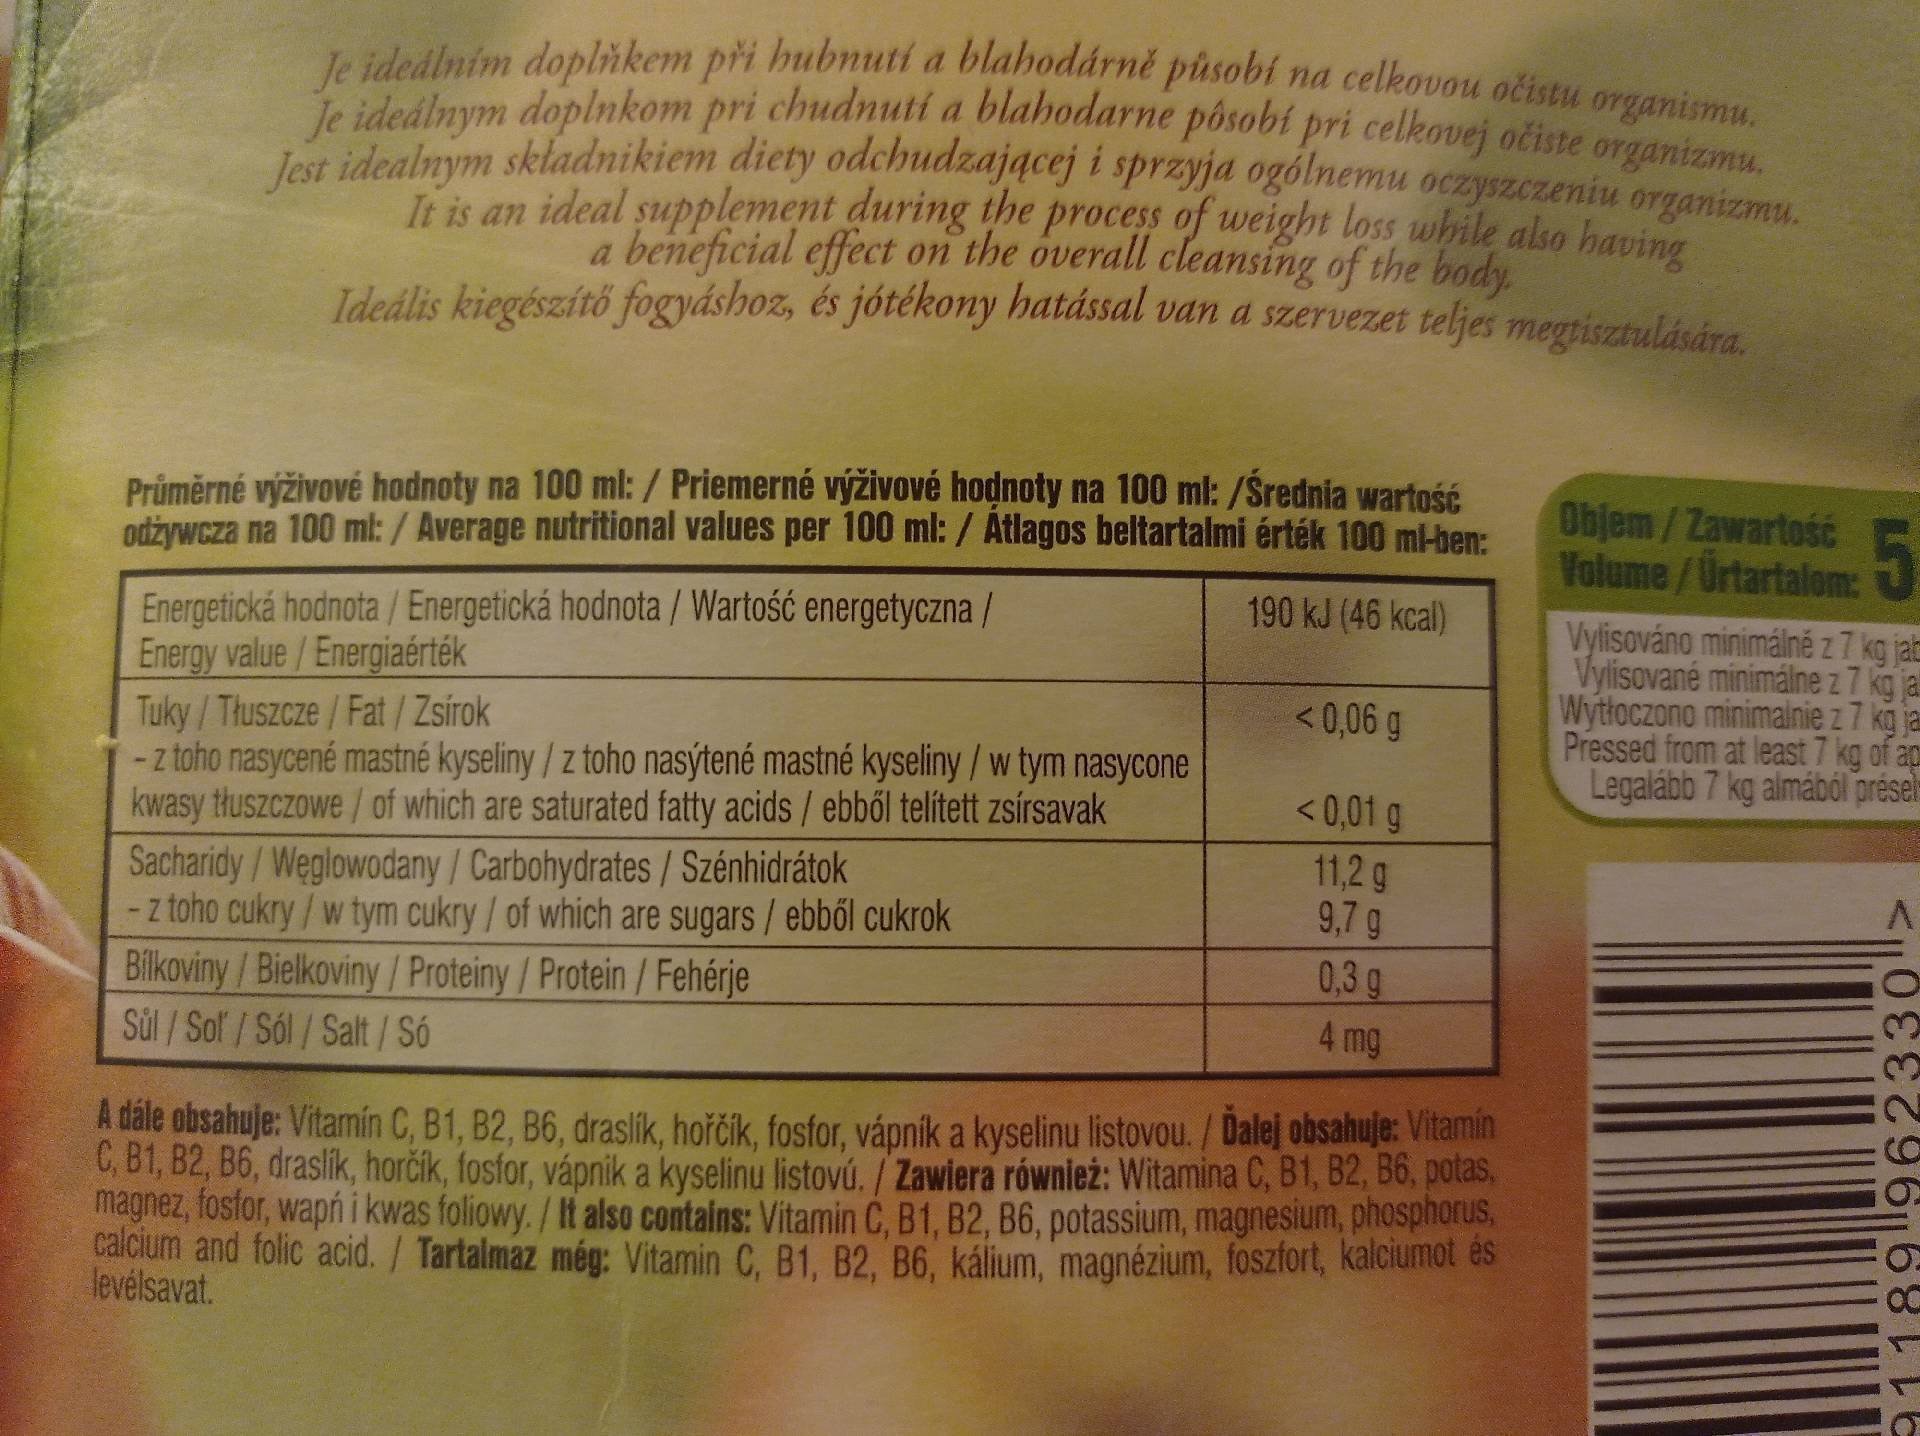 Je ideálním doplňkem při hubnutí a blahodárně působí na celkovou očistu organismu.
Je ideálnym doplnkom pri chudnutí a blahodarne pôsobí pri celkovej očiste organizmu.
Jest idealnym składnikiem diety odchudzającej i sprzyja ogólnemu oczyszczeniu organizmu.
It is an ideal supplement during the process of weight loss while also having
a beneficial effect on the overall cleansing of the body.
Ideális kiegészítő fogyáshoz, és jótékony hatással van a szervezet teljes megtisztulására.
Průměrné výživové hodnoty na 100 ml: / Priemerné výživové hodnoty na 100 ml: /Średnia wartość
odżywcza na 100 ml: / Average nutritional values per 100 ml: / Átlagos beltartalmi érték 100 ml-ben:
Energetická hodnota / Energetická hodnota / Wartość energetyczna / 190 kJ (46 kcal)
Energy value / Energiaérték
Tuky / Tłuszcze / Fat / Zsírok < 0,06 g
- z toho nasycené mastné kyseliny / z toho nasýtené mastné kyseliny / w tym nasycone
kwasy tłuszczowe / of which are saturated fatty acids / ebből telített zsírsavak < 0,01 g
Sacharidy / Węglowodany / Carbohydrates / Szénhidrátok 11,2 g
- z toho cukry / w tym cukry / of which are sugars / ebből cukrok 9,7 g
Bílkoviny / Bielkoviny / Proteiny / Protein / Fehérje 0,3 g
Sůl / Soľ / Sól / Salt / Só 4 mg
A dále obsahuje: Vitamín C, B1, B2, B6, draslík, hořčík, fosfor, vápník a kyselinu listovou. / Ďalej obsahuje: Vitamín
C, B1, B2, B6, draslík, horčík, fosfor, vápnik a kyselinu listovú. / Zawiera również: Witamina C, B1, B2, B6, potas,
magnez, fosfor, wapń i kwas foliowy. / It also contains: Vitamin C, B1, B2, B6, potassium, magnesium, phosphorus,
calcium and folic acid. / Tartalmaz még: Vitamin C, B1, B2, B6, kálium, magnézium, foszfort, kalciumot és
levélsavat.
Objem / Zawartość 5
Volume / Űrtartalom:
Vylisováno minimálně z 7 kg jab
Vylisované minimálne z 7 kg ja
Wytłoczono minimalnie z 7 kg ja
Pressed from at least 7 kg of ap
Legalább 7 kg almából présel
91189 962330 >